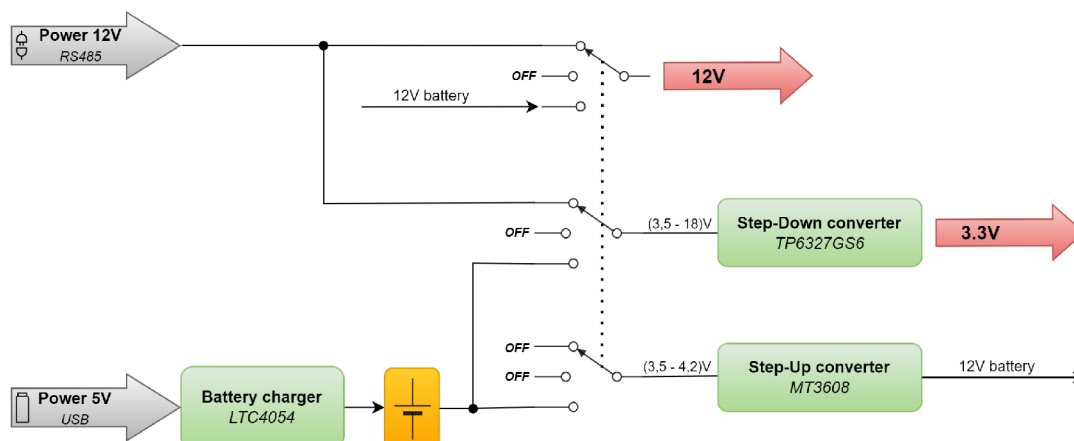 Power 12V
RS485
OFF
12V battery
12V
OFF
(3,5 - 18)V
Step-Down converter
TP6327GS6
3.3V
OFF
OFF
(3,5 - 4,2)V
Step-Up converter
MT3608
12V battery
Power 5V
USB
Battery charger
LTC4054